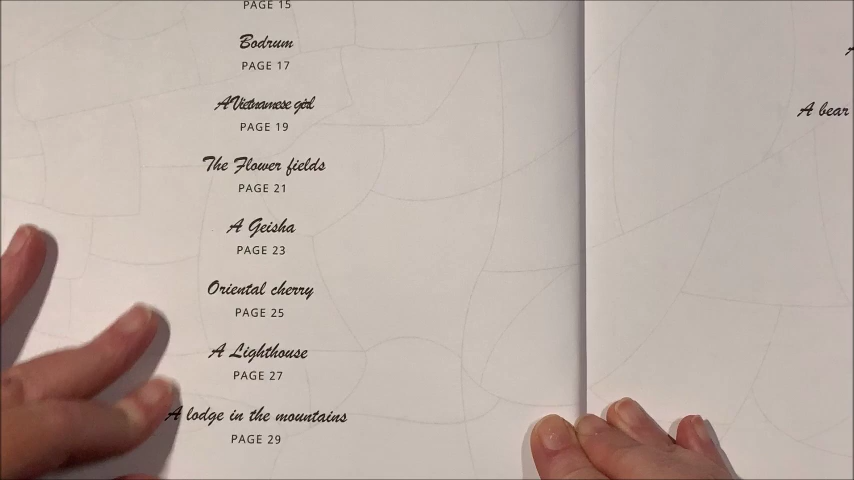 PAGE 15
Bodrum
PAGE 17
A Vietnamese girl
PAGE 19
The Flower fields
PAGE 21
A Geisha
PAGE 23
Oriental cherry
PAGE 25
A Lighthouse
PAGE 27
A lodge in the mountains
PAGE 29
A bear